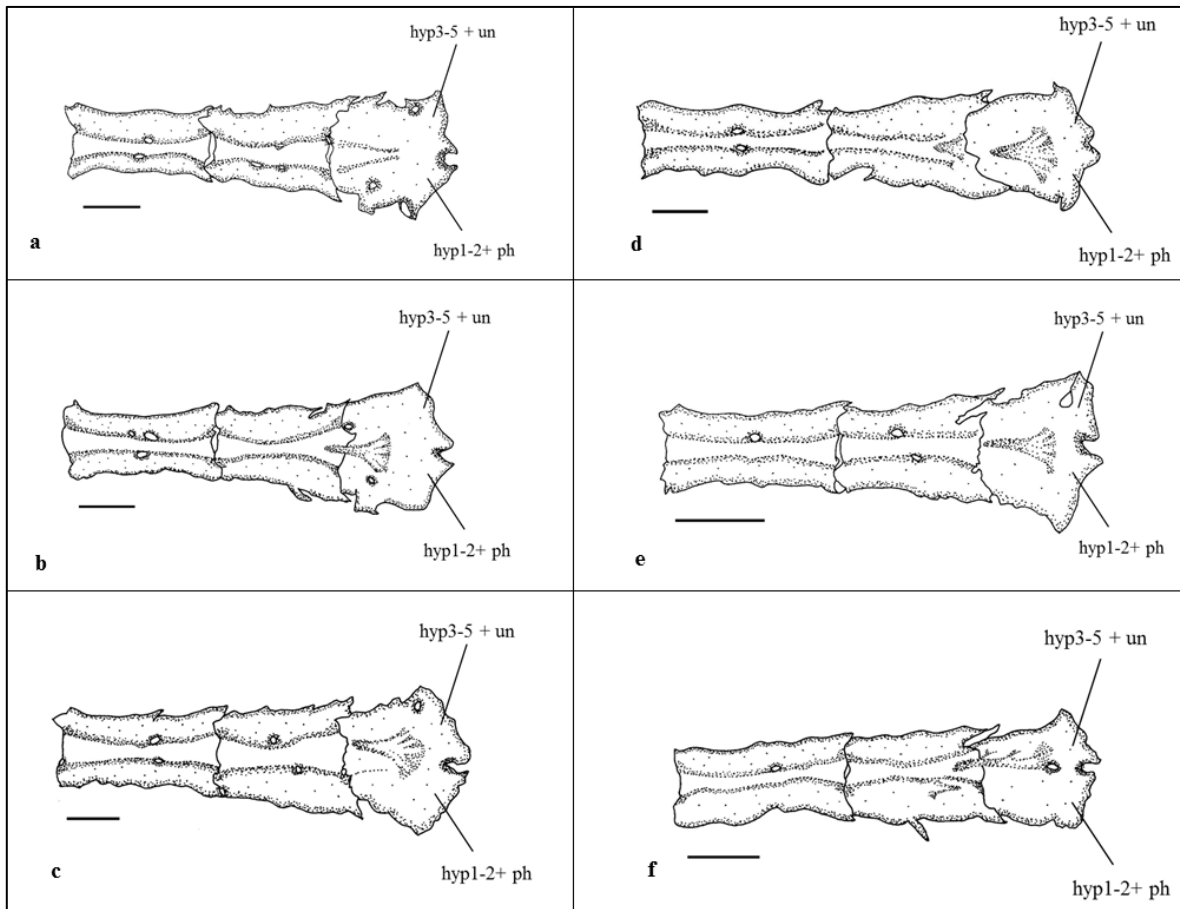 hyp3-5 + un
a
hyp1-2+ ph
hyp3-5 + un
d
hyp1-2+ ph
hyp3-5 + un
b
hyp1-2+ ph
hyp3-5 + un
e
hyp1-2+ ph
hyp3-5 + un
c
hyp1-2+ ph
hyp3-5 + un
f
hyp1-2+ ph